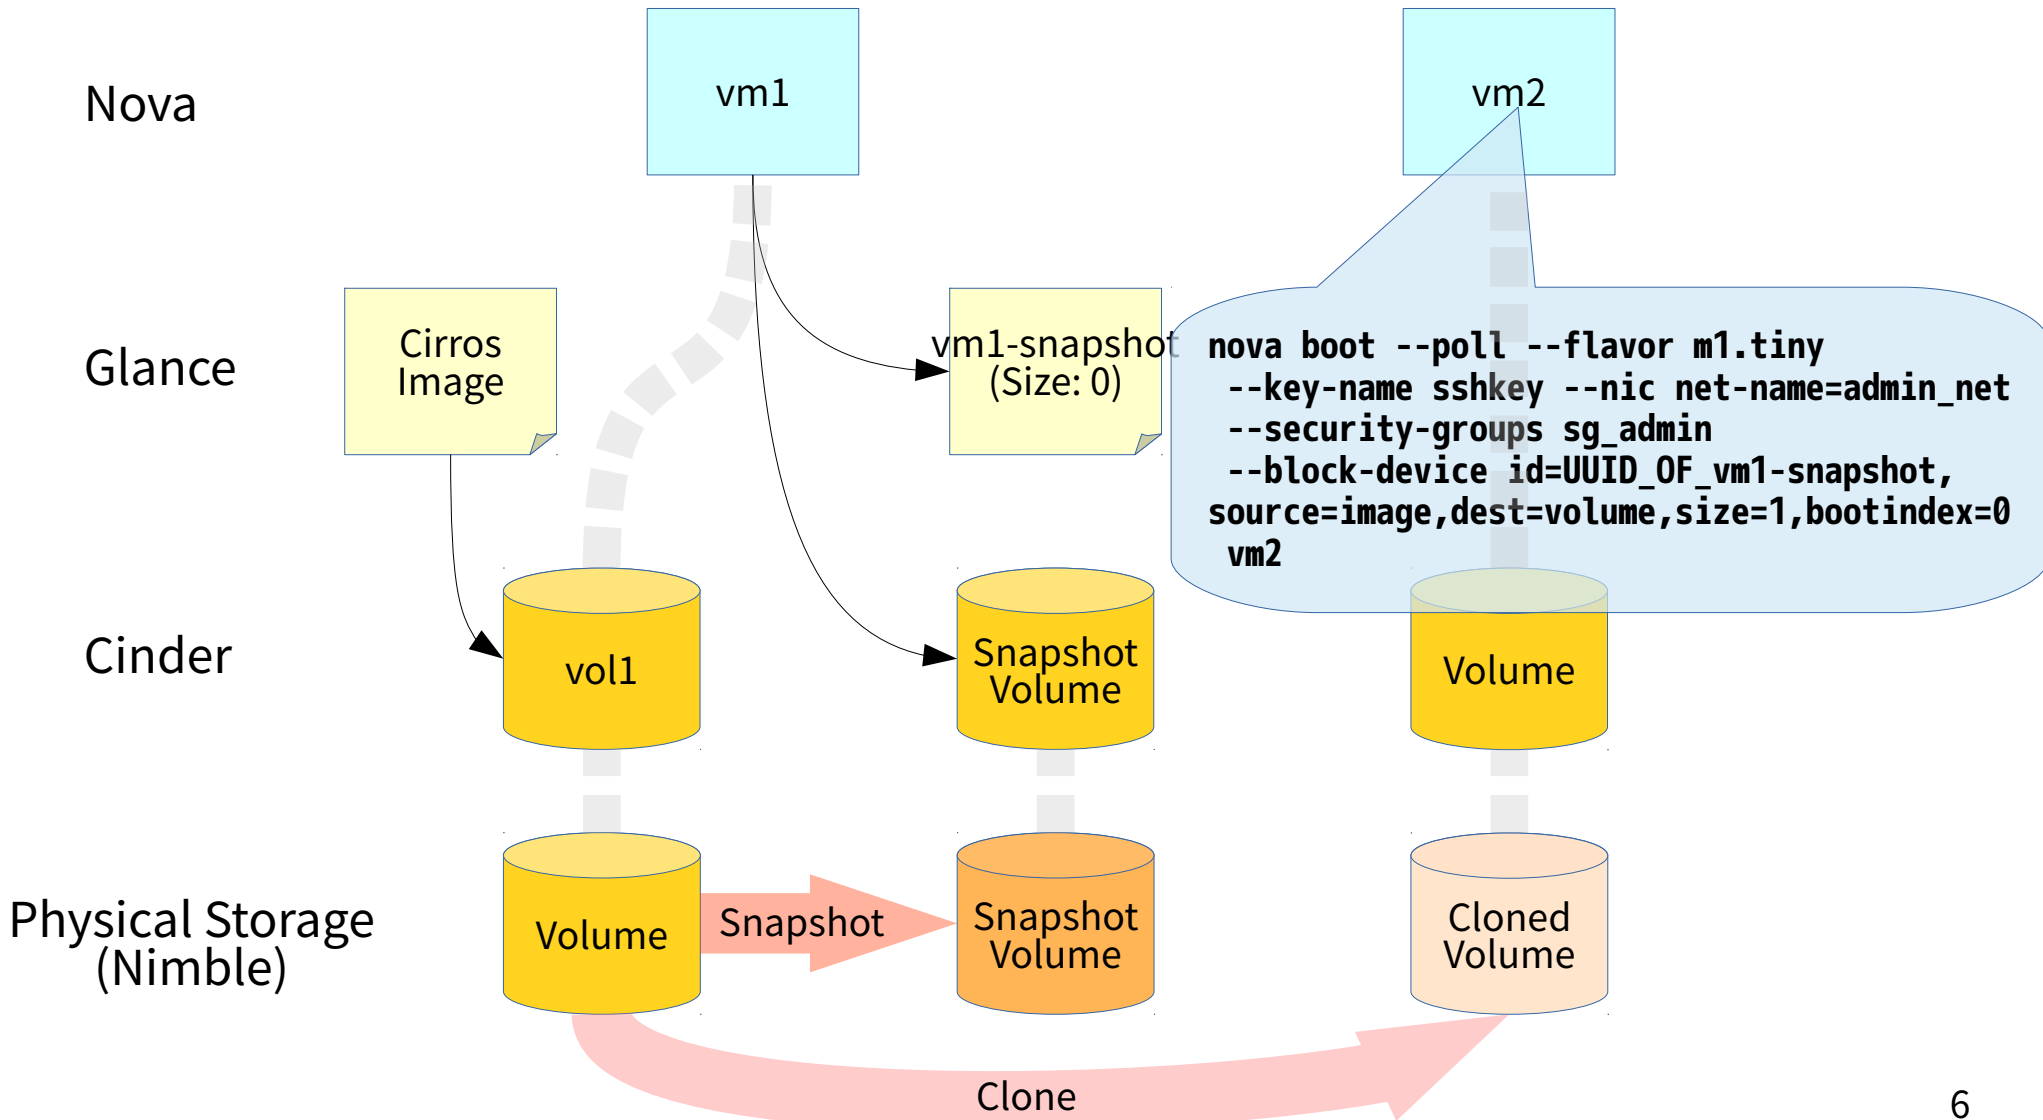 Nova
vm1
vm2
Glance
Cirros
Image
vm1-snapshot
(Size: 0)
nova boot --poll --flavor m1.tiny
--key-name sshkey --nic net-name=admin_net
--security-groups sg_admin
--block-device id=UUID_OF_vm1-snapshot,
source=image,dest=volume,size=1,bootindex=0
vm2
Cinder
vol1
Snapshot
Volume
Volume
Physical Storage
(Nimble)
Volume
Snapshot
Snapshot
Volume
Cloned
Volume
Clone
6